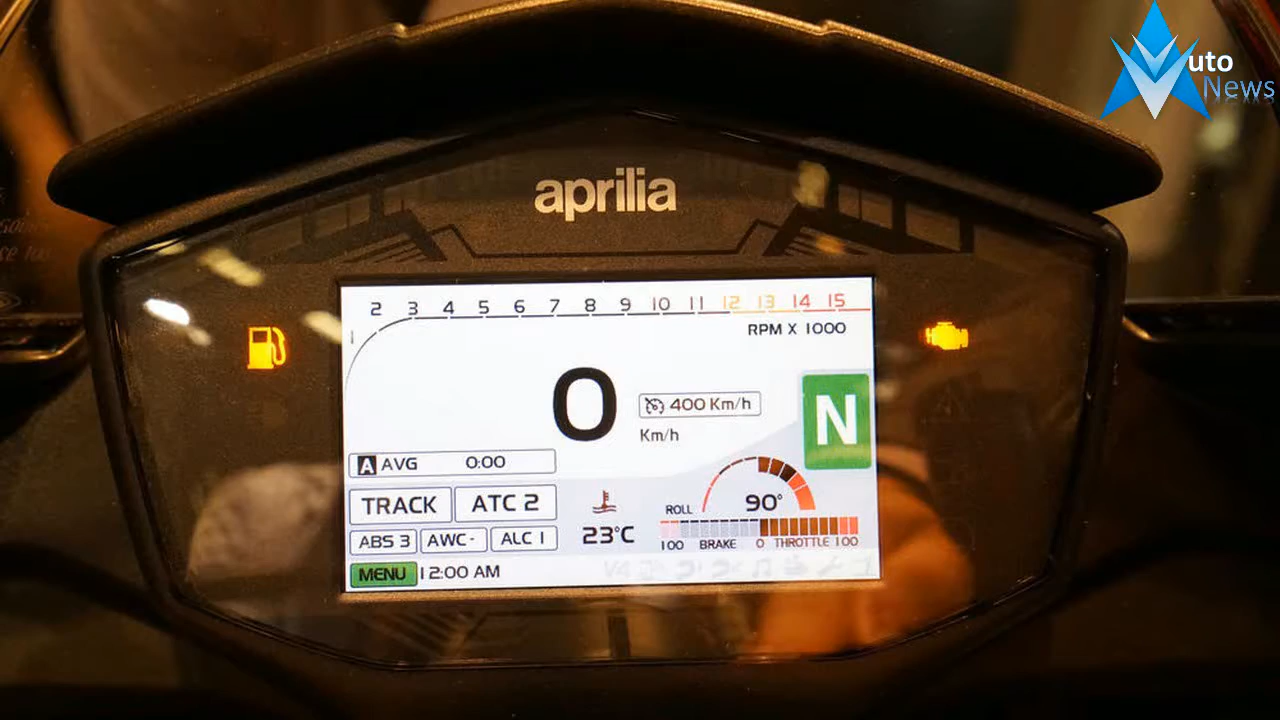 uto
News
aprilia
1 2 3 4 5 6 7 8 9 10 11 12 13 14 15
RPM X 1000
0
400 Km/h
Km/h
N
A AVG 0:00
TRACK ATC 2
ROLL 90°
23°C
ABS 3 AWC- ALC 1
100 BRAKE 0 THROTTLE 100
MENU 12:00 AM
V4